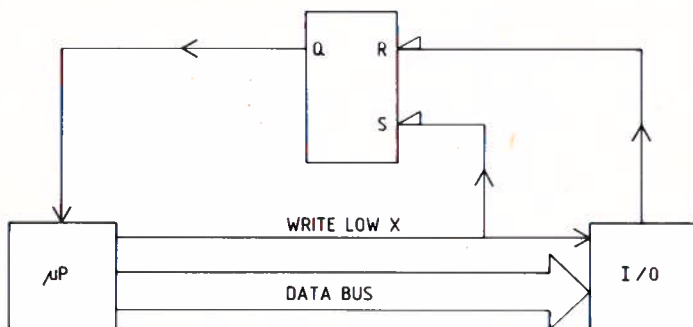 Q R
S
WRITE LOW X
μP I/O
DATA BUS